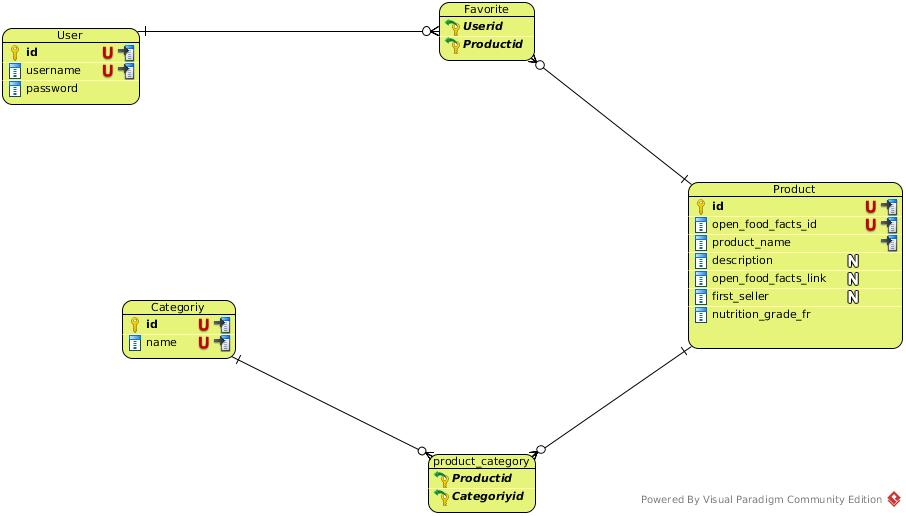 Favorite
Userid
Productid
User
id U
username U
password
Product
id U
open_food_facts_id U
product_name
description N
open_food_facts_link N
first_seller N
nutrition_grade_fr
Categoriy
id U
name U
product_category
Productid
Categoriyid
Powered By Visual Paradigm Community Edition